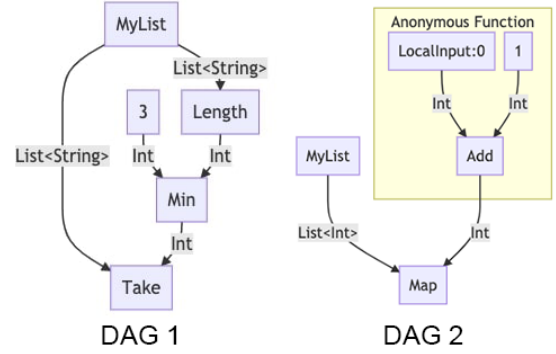 MyList
List<String>
3
Length
List<String>
Int
Int
Min
Int
Take
DAG 1
Anonymous Function
LocalInput:0
1
Int
Int
MyList
Add
List<Int>
Int
Map
DAG 2